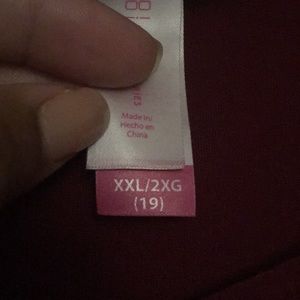 Made in/
Hecho en
China
XXL/2XG
(19)